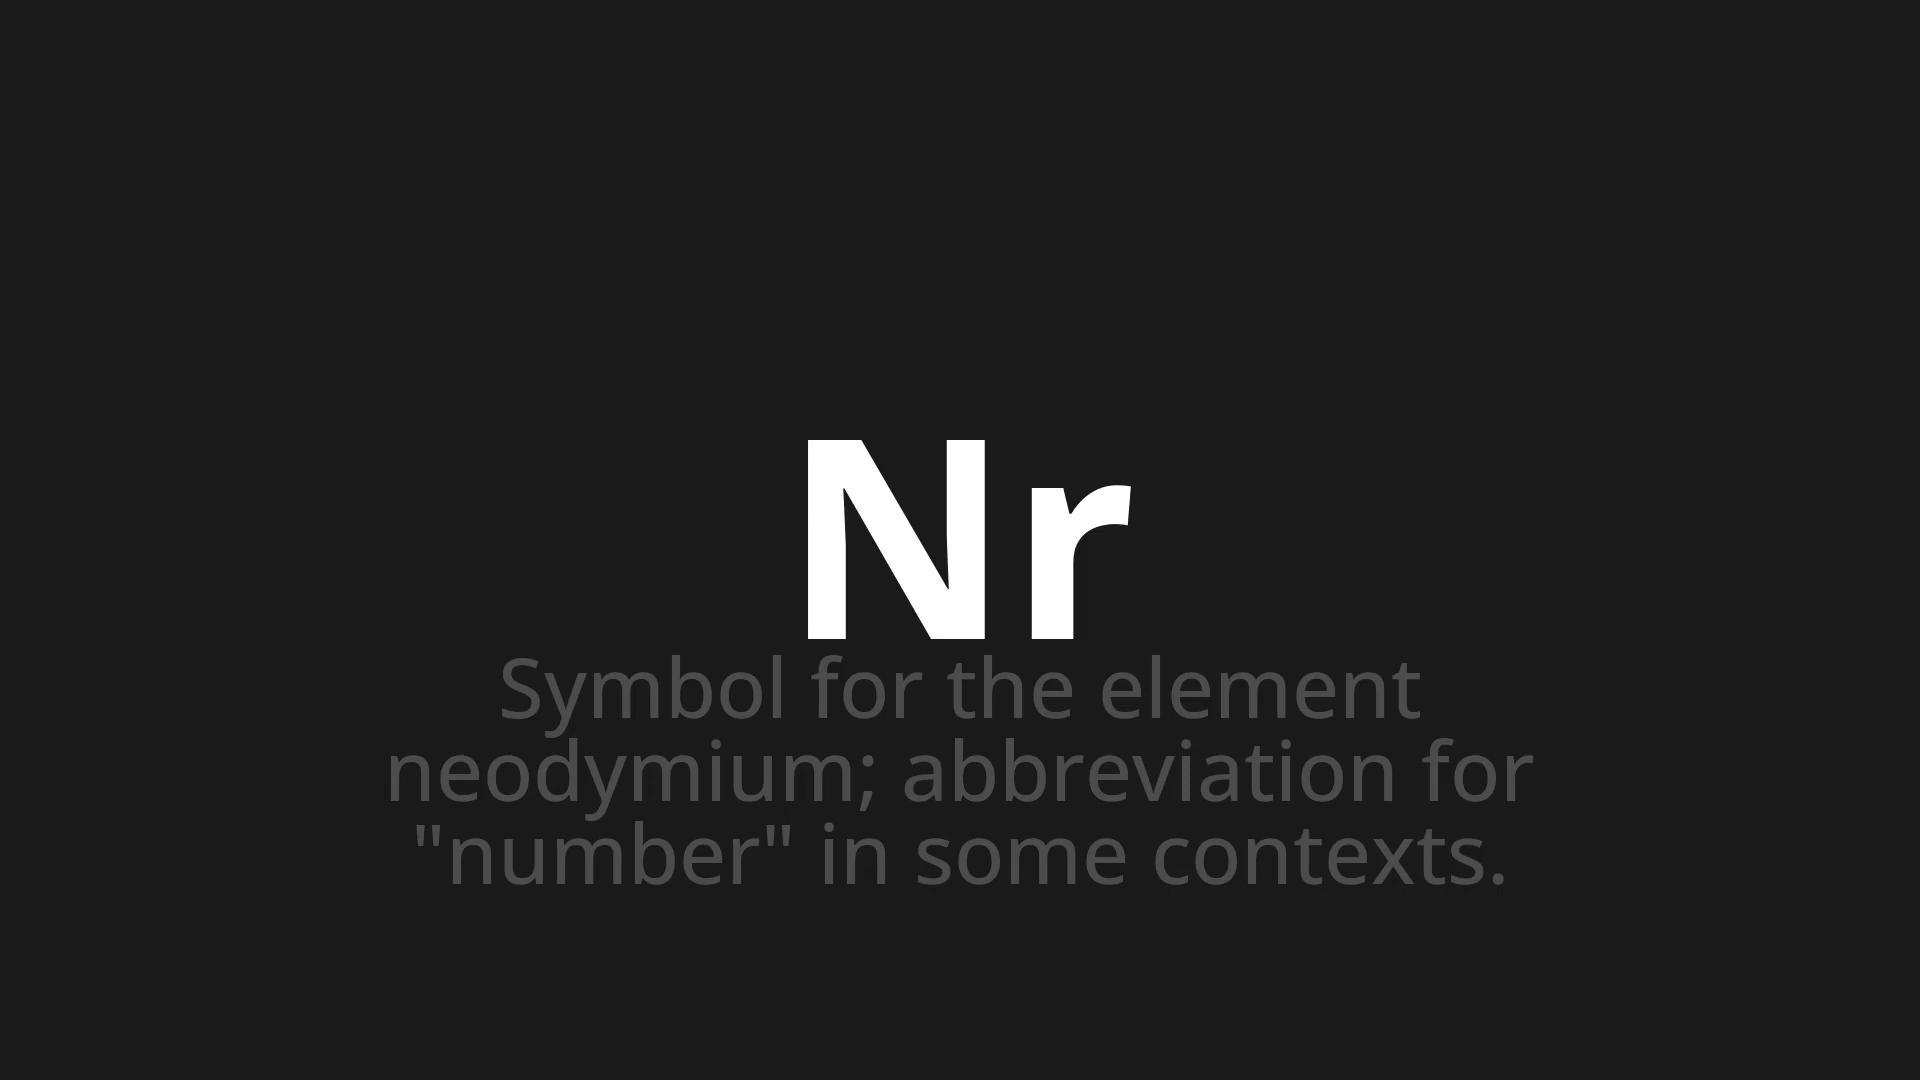 Nr
Symbol for the element
neodymium; abbreviation for
"number" in some contexts.